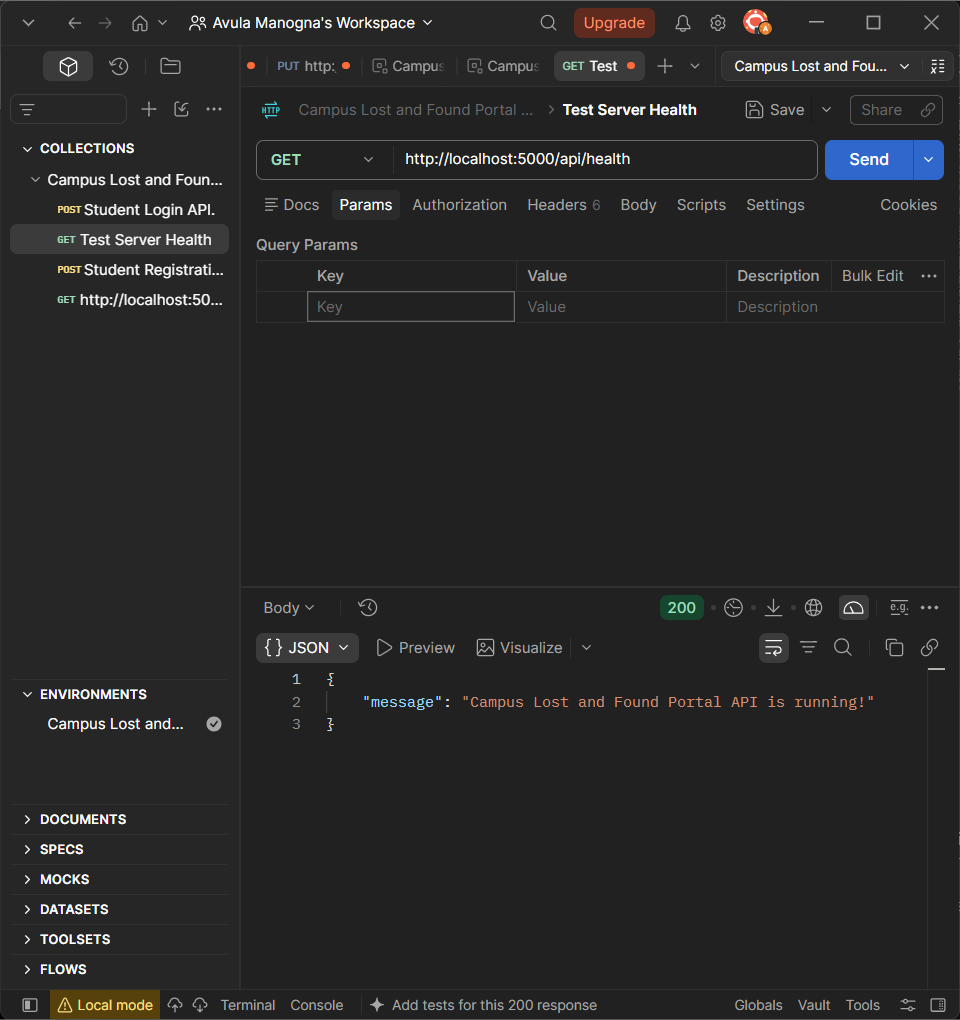 Avula Manogna's Workspace Upgrade
PUT http: Campus Campus GET Test Campus Lost and Fou...
HTTP Campus Lost and Found Portal ... > Test Server Health Save Share
COLLECTIONS
Campus Lost and Foun...
POST Student Login API.
GET Test Server Health
POST Student Registrati...
GET http://localhost:50...
GET http://localhost:5000/api/health Send
Docs Params Authorization Headers 6 Body Scripts Settings Cookies
Query Params
Key Value Description Bulk Edit
Key Value Description
Body 200 e.g.
{ } JSON Preview Visualize
1 {
2 "message": "Campus Lost and Found Portal API is running!"
3 }
ENVIRONMENTS
Campus Lost and...
DOCUMENTS
SPECS
MOCKS
DATASETS
TOOLSETS
FLOWS
Local mode Terminal Console Add tests for this 200 response Globals Vault Tools